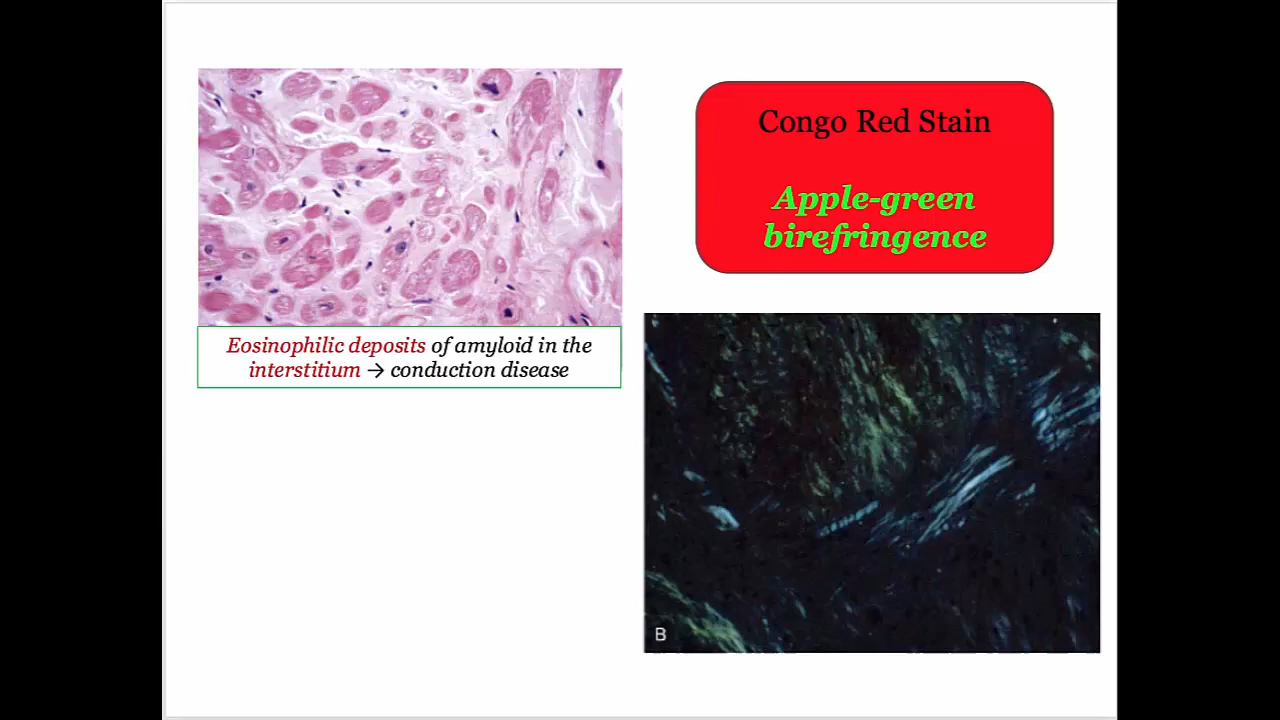 Congo Red Stain
Apple-green
birefringence
Eosinophilic deposits of amyloid in the
interstitium → conduction disease
B